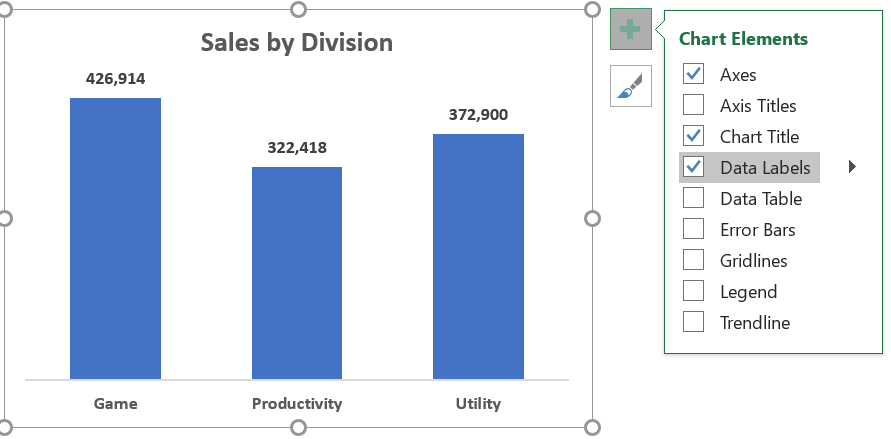 Sales by Division
426,914
322,418
372,900
Game
Productivity
Utility
Chart Elements
Axes
Axis Titles
Chart Title
Data Labels
Data Table
Error Bars
Gridlines
Legend
Trendline